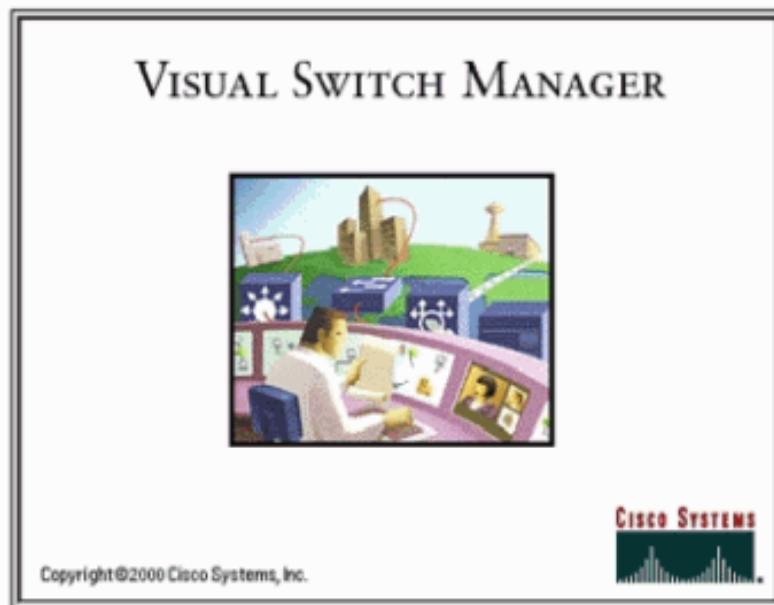 VISUAL SWITCH MANAGER
CISCO SYSTEMS
Copyright©2000 Cisco Systems, Inc.